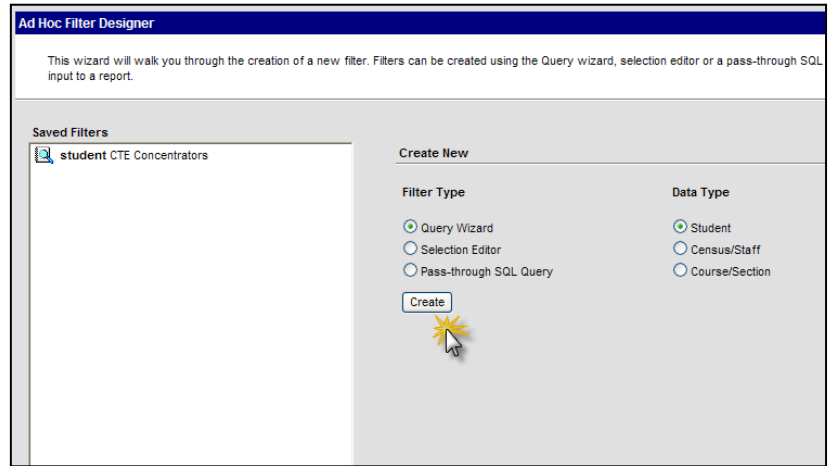 Ad Hoc Filter Designer
This wizard will walk you through the creation of a new filter. Filters can be created using the Query wizard, selection editor or a pass-through SQL
input to a report.
Saved Filters
student CTE Concentrators
Create New
Filter Type
Data Type
Query Wizard
Student
Selection Editor
Census/Staff
Pass-through SQL Query
Course/Section
Create